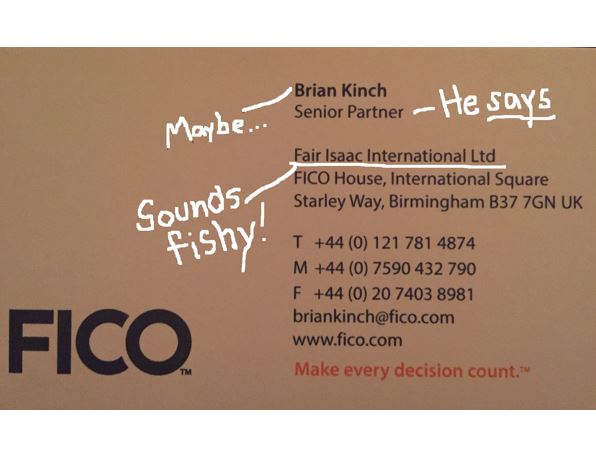 Brian Kinch
Senior Partner
Maybe...
He says
Fair Isaac International Ltd
FICO House, International Square
Starley Way, Birmingham B37 7GN UK
Sounds
fishy!
T +44 (0) 121 781 4874
M +44 (0) 7590 432 790
F +44 (0) 20 7403 8981
briankinch@fico.com
www.fico.com
FICO™
Make every decision count.™